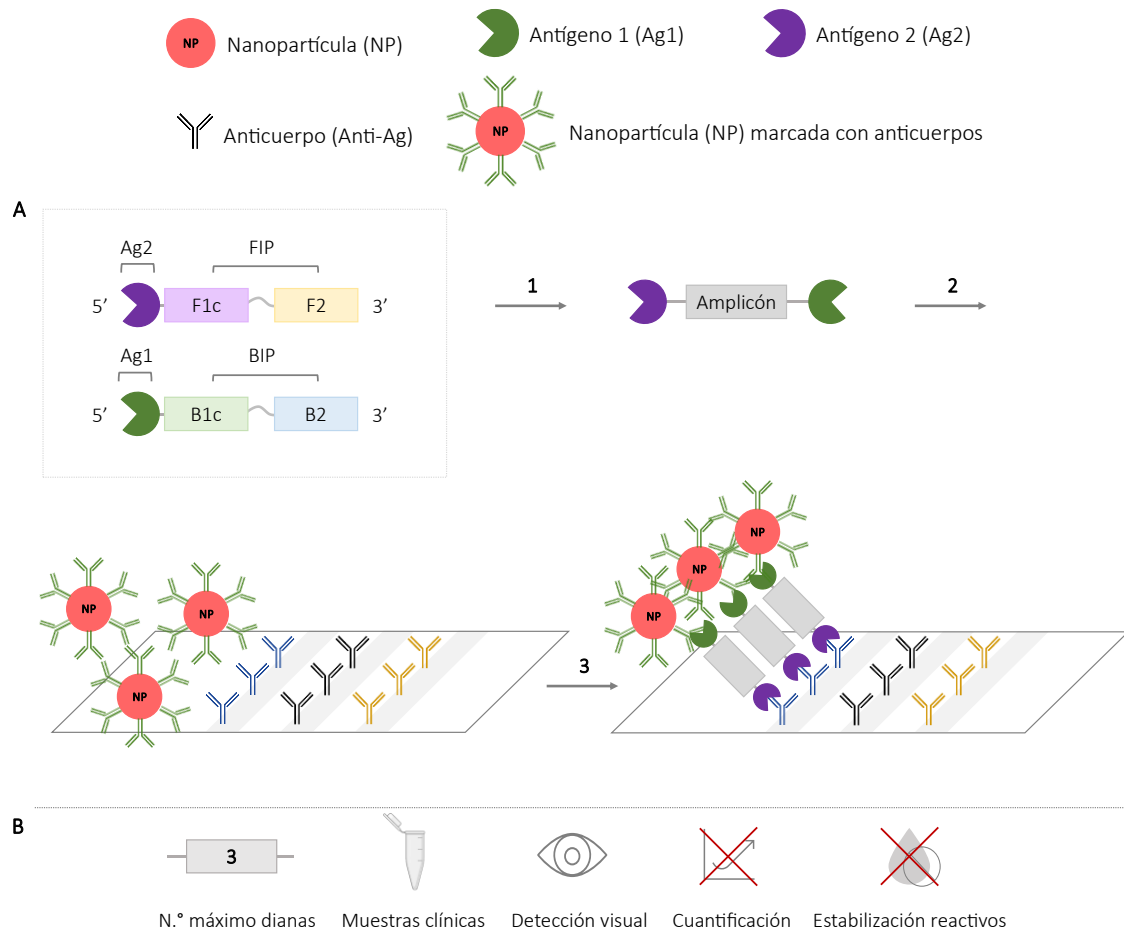 NP Nanopartícula (NP)
Antígeno 1 (Ag1)
Antígeno 2 (Ag2)
Anticuerpo (Anti-Ag)
NP
Nanopartícula (NP) marcada con anticuerpos
A
Ag2 FIP
5’ F1c F2 3’
Ag1 BIP
5’ B1c B2 3’
1
Amplicón
2
NP
NP
NP
3
NP
NP
NP
B
3
N.° máximo dianas
Muestras clínicas
Detección visual
Cuantificación
Estabilización reactivos